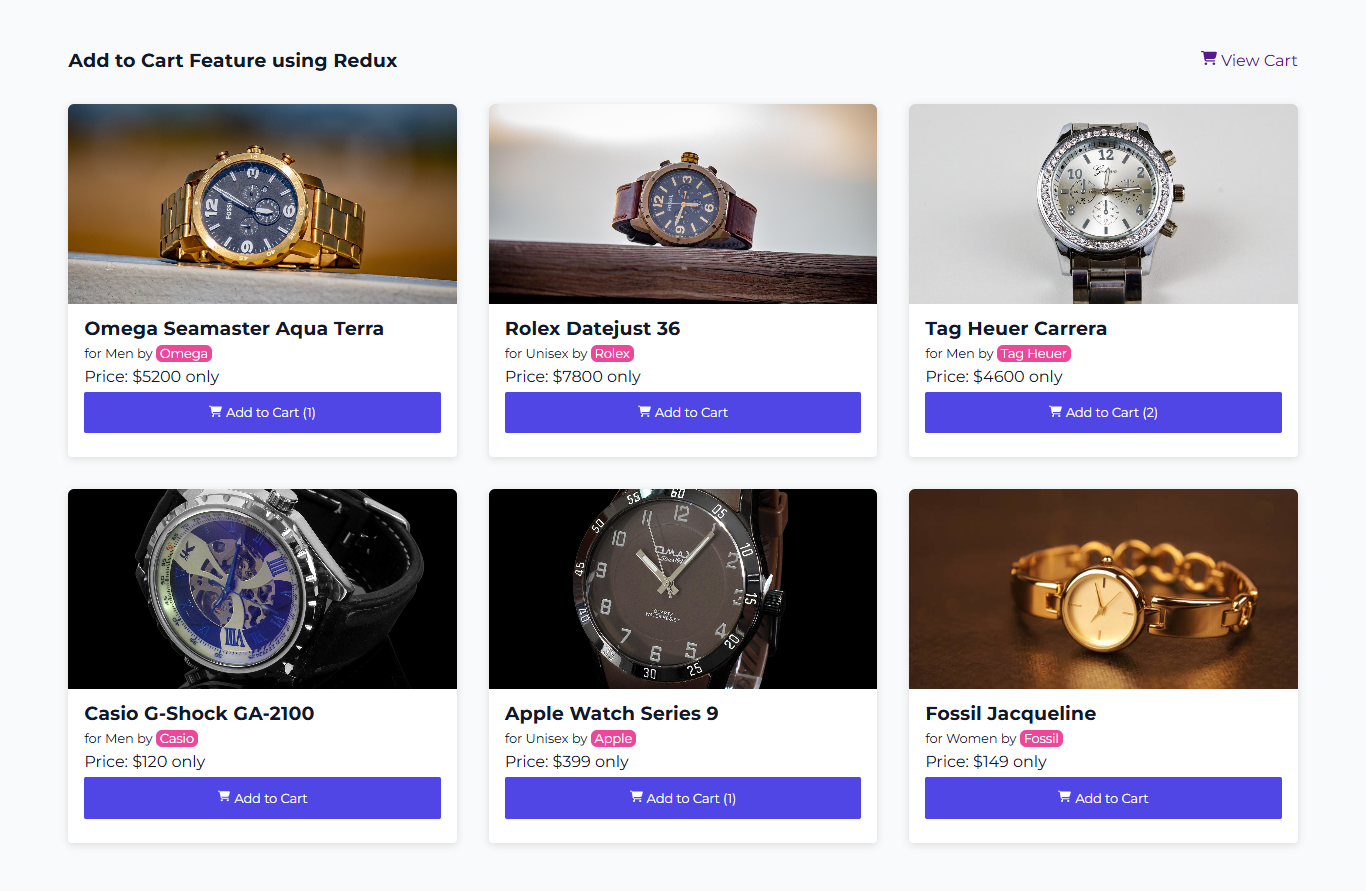 Add to Cart Feature using Redux
View Cart
Omega Seamaster Aqua Terra
for Men by Omega
Price: $5200 only
Add to Cart (1)
Rolex Datejust 36
for Unisex by Rolex
Price: $7800 only
Add to Cart
Tag Heuer Carrera
for Men by Tag Heuer
Price: $4600 only
Add to Cart (2)
Casio G-Shock GA-2100
for Men by Casio
Price: $120 only
Add to Cart
Apple Watch Series 9
for Unisex by Apple
Price: $399 only
Add to Cart (1)
Fossil Jacqueline
for Women by Fossil
Price: $149 only
Add to Cart